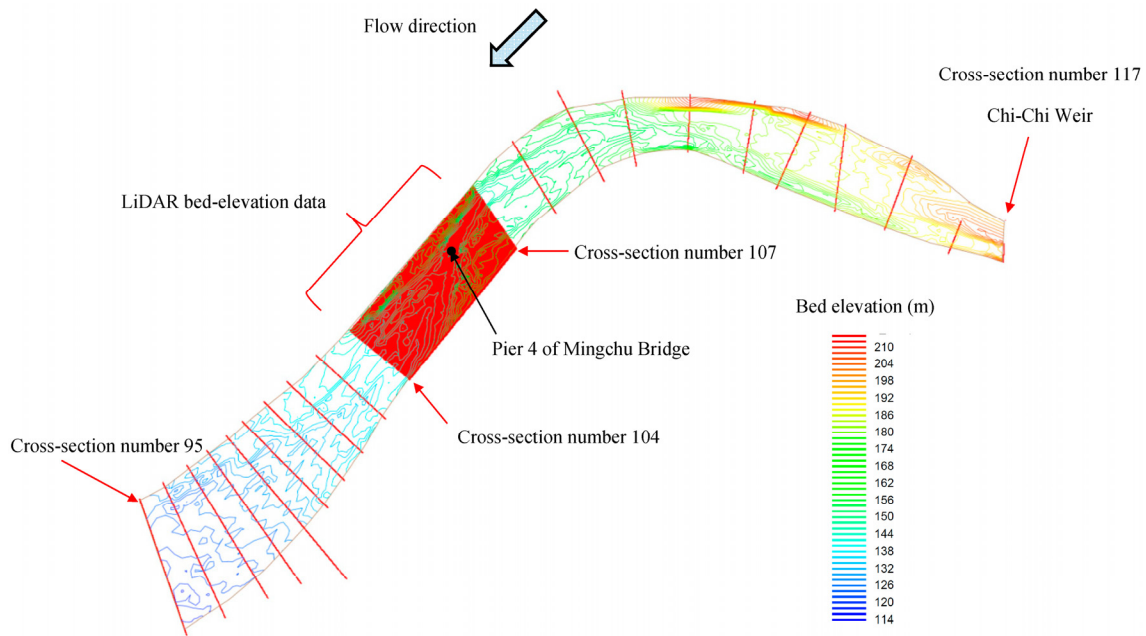 Flow direction
Cross-section number 117
Chi-Chi Weir
LiDAR bed-elevation data
Cross-section number 107
Bed elevation (m)
Pier 4 of Mingchu Bridge
Cross-section number 104
Cross-section number 95
210
204
198
192
186
180
174
168
162
156
150
144
138
132
126
120
114